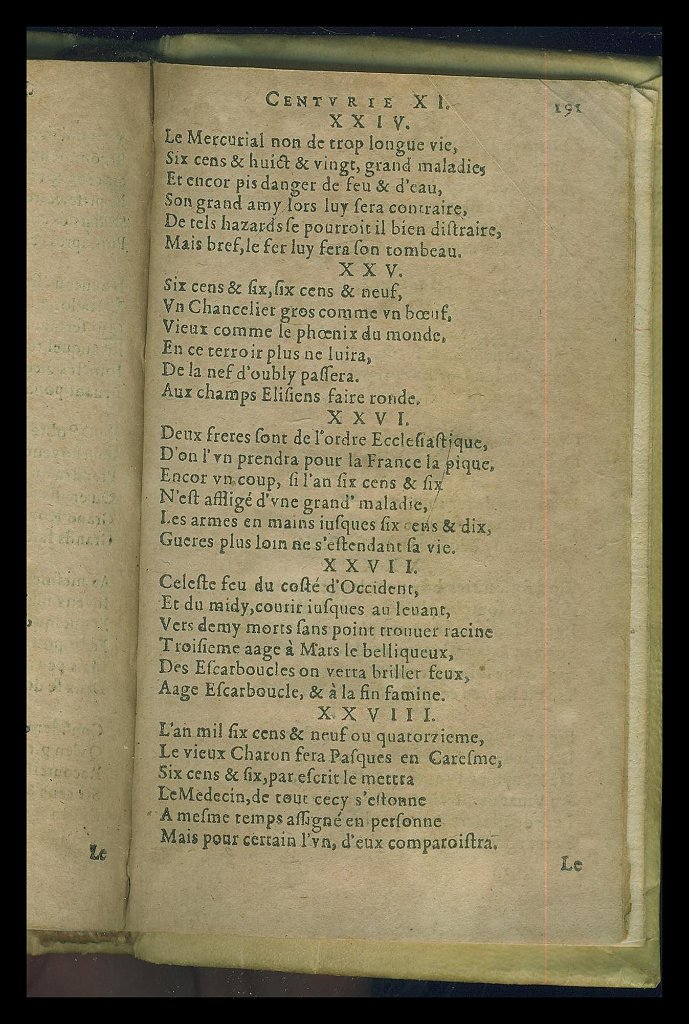 CENTVRIE XI. 191
XXIV.
Le Mercurial non de trop longue vie,
Six cens & huict & vingt, grand maladie,
Et encor pis danger de feu & d'eau,
Son grand amy lors luy sera contraire,
De tels hazards se pourroit il bien distraire,
Mais bref, le fer luy fera son tombeau.
XXV.
Six cens & six, six cens & neuf,
Vn Chancelier gros comme vn bœuf,
Vieux comme le phœnix du monde,
En ce terroir plus ne luira,
De la nef d'oubly passera.
Aux champs Elisiens faire ronde.
XXVI.
Deux freres sont de l'ordre Ecclesiastique,
D'on l'vn prendra pour la France la pique,
Encor vn coup, si l'an six cens & six
N'est affligé d'vne grand' maladie,
Les armes en mains iusques six cens & dix,
Gueres plus loin ne s'estendant sa vie.
XXVII.
Celeste feu du costé d'Occident,
Et du midy, courir iusques au leuant,
Vers demy morts sans point trouuer racine
Troisieme aage à Mars le belliqueux,
Des Escarboucles on verra briller feux,
Aage Escarboucle, & à la fin famine.
XXVIII.
L'an mil six cens & neuf ou quatorzieme,
Le vieux Charon fera Pasques en Caresme,
Six cens & six, par escrit le mettra
Le Medecin, de tout cecy s'estonne
A mesme temps assigné en personne
Mais pour certain l'vn, d'eux comparoistra.
Le
Le